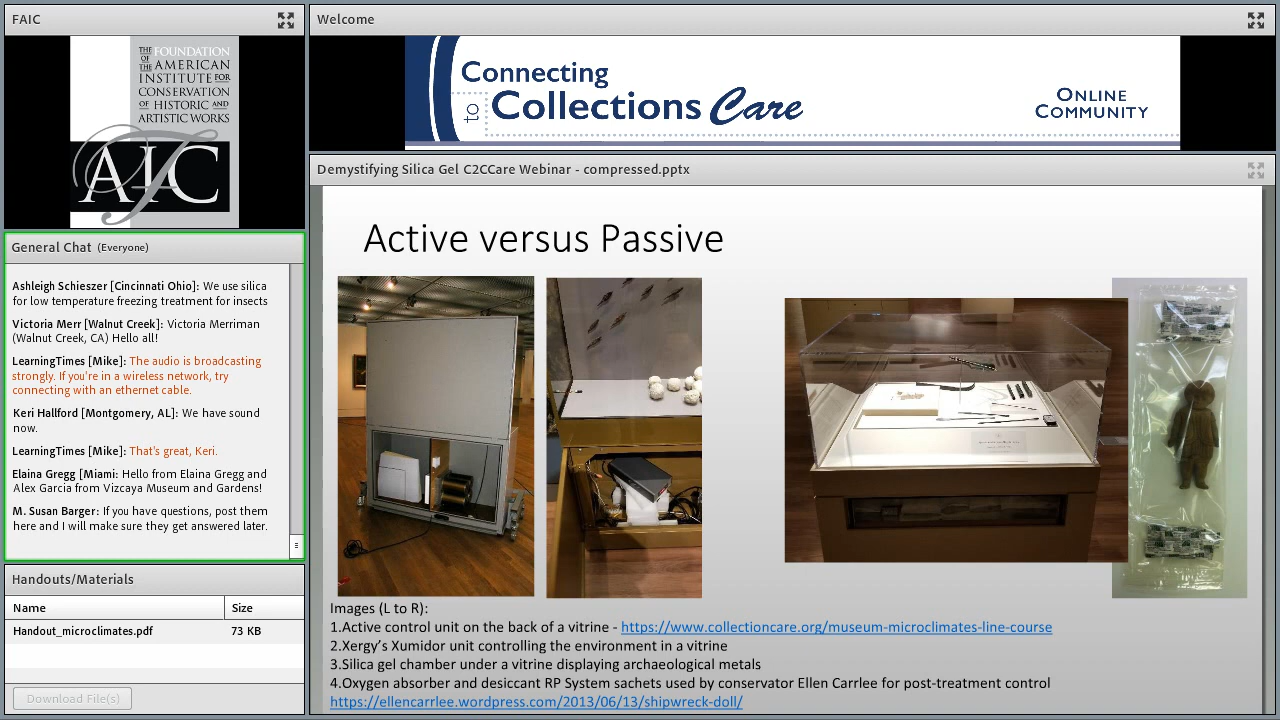 FAIC
THE FOUNDATION
OF THE AMERICAN
INSTITUTE FOR
CONSERVATION
OF HISTORIC AND
ARTISTIC WORKS
AIC
Welcome
Connecting
to Collections Care
ONLINE
COMMUNITY
General Chat (Everyone)
Ashleigh Schieszer [Cincinnati Ohio]: We use silica
for low temperature freezing treatment for insects
Victoria Merr [Walnut Creek]: Victoria Merriman
(Walnut Creek, CA) Hello all!
LearningTimes [Mike]: The audio is broadcasting
strongly. If you're in a wireless network, try
connecting with an ethernet cable.
Keri Hallford [Montgomery, AL]: We have sound
now.
LearningTimes [Mike]: That's great, Keri.
Elaina Gregg [Miami: Hello from Elaina Gregg and
Alex Garcia from Vizcaya Museum and Gardens!
M. Susan Barger: If you have questions, post them
here and I will make sure they get answered later.
Handouts/Materials
Name Size
Handout_microclimates.pdf 73 KB
Download File(s)
Demystifying Silica Gel C2CCare Webinar - compressed.pptx
Active versus Passive
Images (L to R):
1.Active control unit on the back of a vitrine - https://www.collectioncare.org/museum-microclimates-line-course
2.Xergy's Xumidor unit controlling the environment in a vitrine
3.Silica gel chamber under a vitrine displaying archaeological metals
4.Oxygen absorber and desiccant RP System sachets used by conservator Ellen Carrlee for post-treatment control
https://ellencarrlee.wordpress.com/2013/06/13/shipwreck-doll/